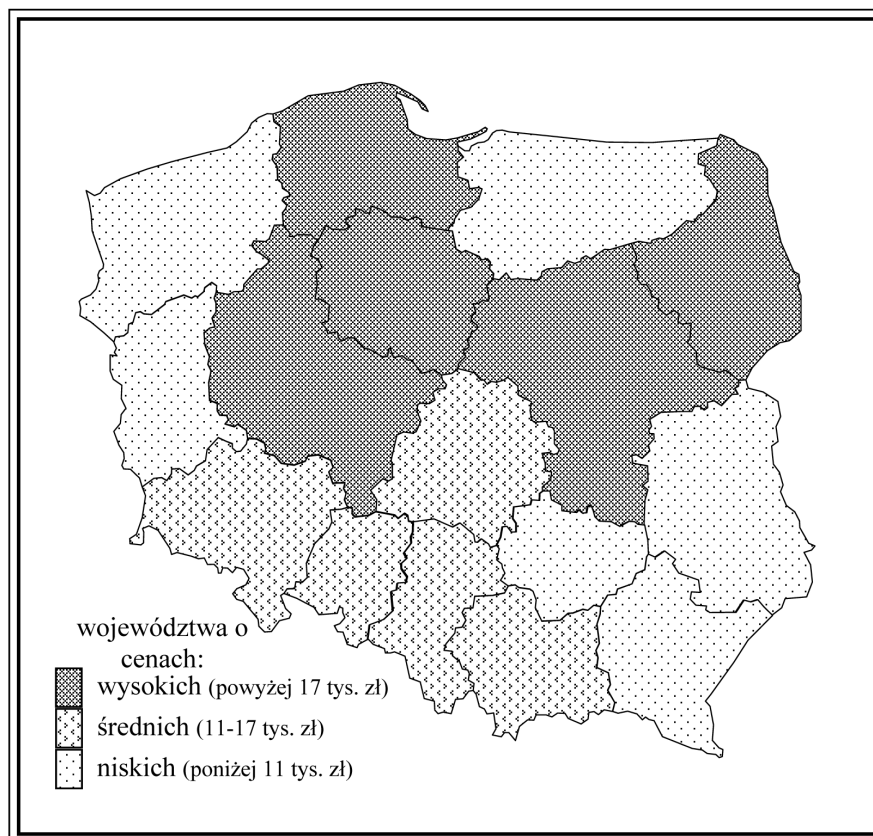 województwa o
cenach:
wysokich (powyżej 17 tys. zł)
średnich (11-17 tys. zł)
niskich (poniżej 11 tys. zł)